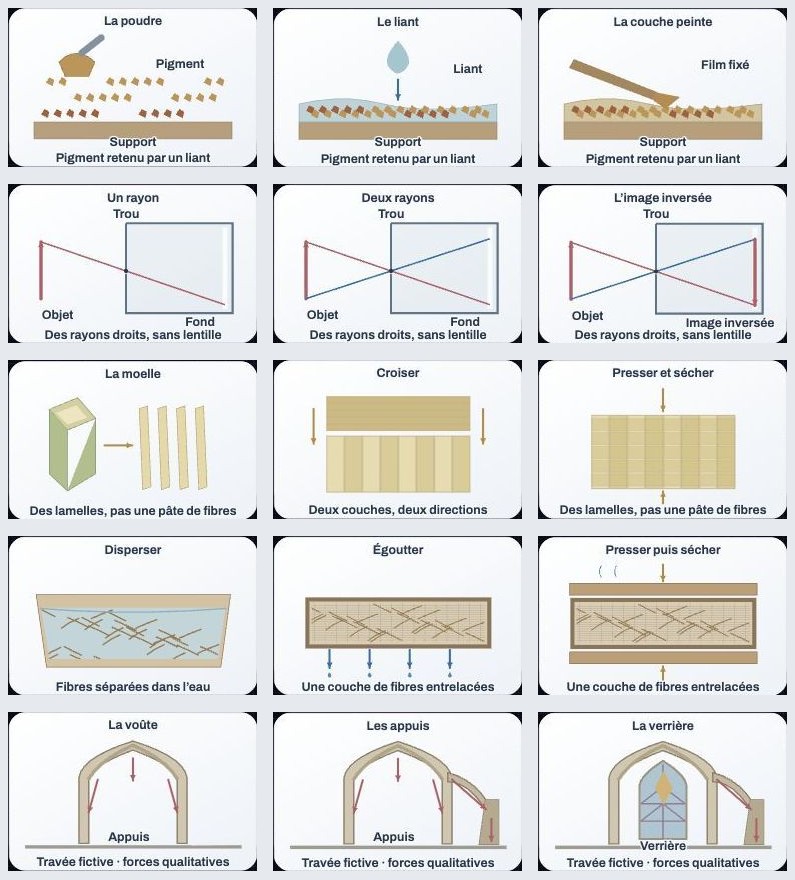 La poudre
Pigment
Support
Pigment retenu par un liant
Le liant
Liant
Support
Pigment retenu par un liant
La couche peinte
Film fixé
Support
Pigment retenu par un liant
Un rayon
Trou
Objet
Fond
Des rayons droits, sans lentille
Deux rayons
Trou
Objet
Fond
Des rayons droits, sans lentille
L'image inversée
Trou
Objet
Image inversée
Des rayons droits, sans lentille
La moelle
Des lamelles, pas une pâte de fibres
Croiser
Deux couches, deux directions
Presser et sécher
Des lamelles, pas une pâte de fibres
Disperser
Fibres séparées dans l'eau
Égoutter
Une couche de fibres entrelacées
Presser puis sécher
Une couche de fibres entrelacées
La voûte
Appuis
Travée fictive · forces qualitatives
Les appuis
Appuis
Travée fictive · forces qualitatives
La verrière
Verrière
Travée fictive · forces qualitatives